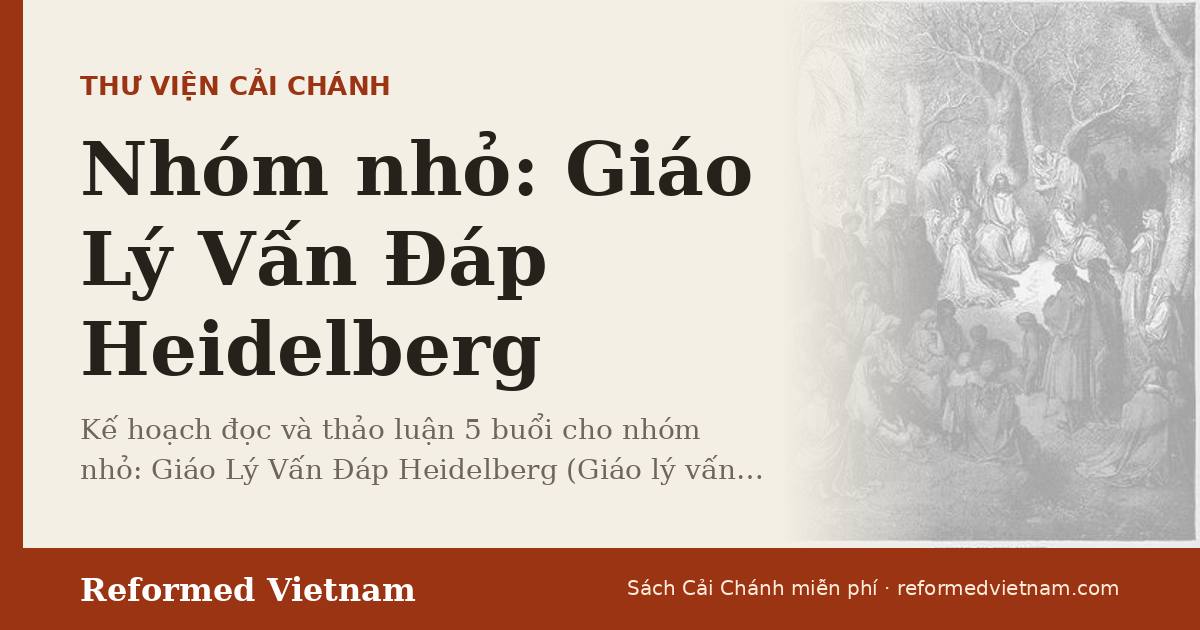 THƯ VIỆN CẢI CHÁNH
Nhóm nhỏ: Giáo
Lý Vấn Đáp
Heidelberg
Kế hoạch đọc và thảo luận 5 buổi cho nhóm
nhỏ: Giáo Lý Vấn Đáp Heidelberg (Giáo lý vấn…
Reformed Vietnam
Sách Cải Chánh miễn phí · reformedvietnam.com